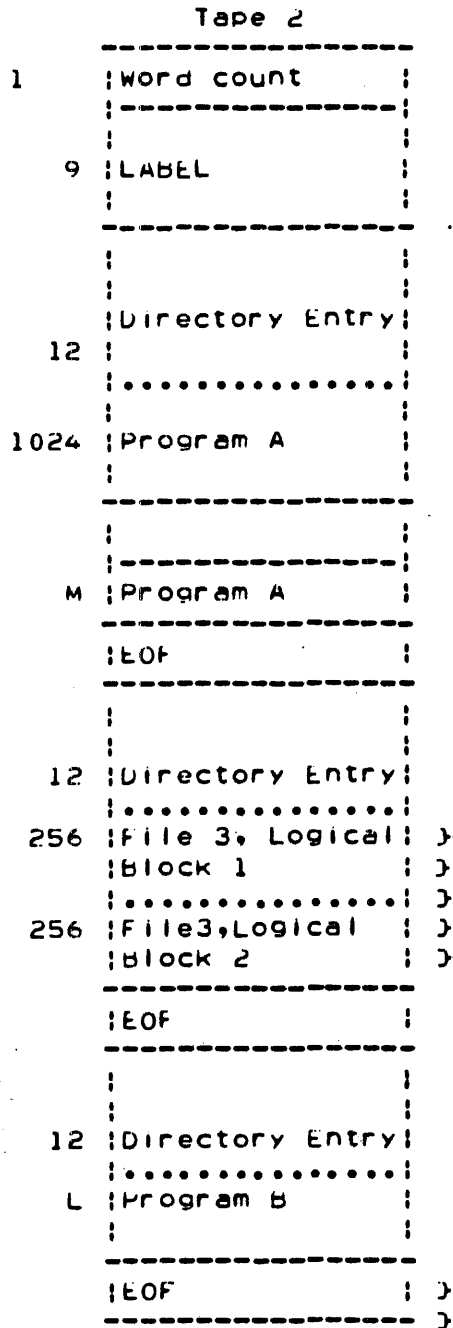 Tape 2
1 Word count
9 LABEL
Directory Entry
12
1024 Program A
M Program A
EOF
12 Directory Entry
256 File 3, Logical }
Block 1 }
}
256 File3,Logical }
Block 2 }
EOF
12 Directory Entry
L Program B
EOF }
}